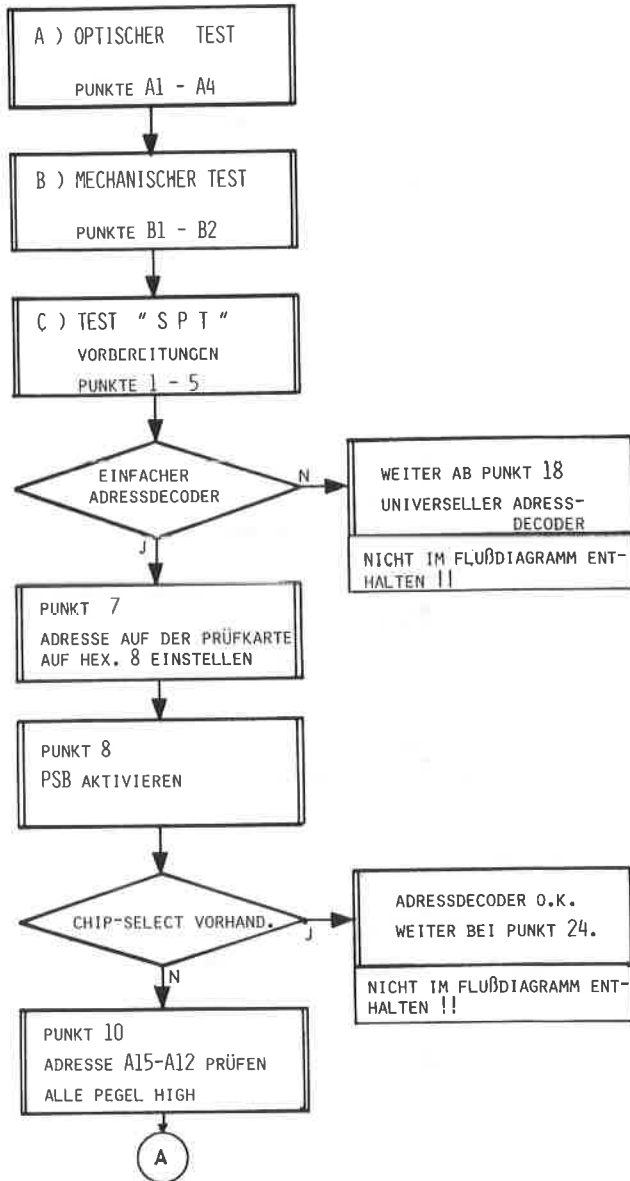 A ) OPTISCHER TEST
PUNKTE A1 - A4
B ) MECHANISCHER TEST
PUNKTE B1 - B2
C ) TEST " S P T "
VORBEREITUNGEN
PUNKTE 1 - 5
EINFACHER
ADRESSDECODER
N
J
WEITER AB PUNKT 18
UNIVERSELLER ADRESS-
DECODER
NICHT IM FLUßDIAGRAMM ENT-
HALTEN !!
PUNKT 7
ADRESSE AUF DER PRÜFKARTE
AUF HEX. 8 EINSTELLEN
PUNKT 8
PSB AKTIVIEREN
CHIP-SELECT VORHAND.
J
N
ADRESSDECODER O.K.
WEITER BEI PUNKT 24.
NICHT IM FLUßDIAGRAMM ENT-
HALTEN !!
PUNKT 10
ADRESSE A15-A12 PRÜFEN
ALLE PEGEL HIGH
A